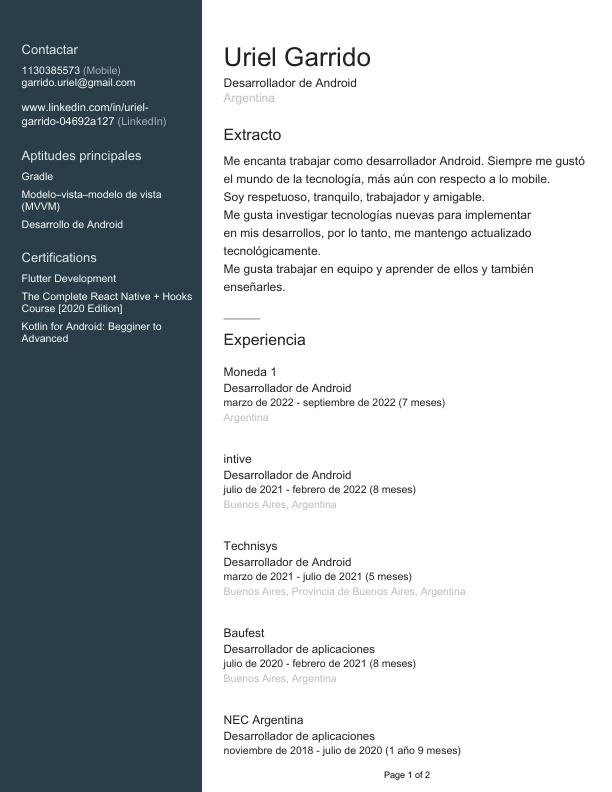 Contactar
1130385573 (Mobile)
garrido.uriel@gmail.com
www.linkedin.com/in/uriel-
garrido-04692a127 (LinkedIn)
Aptitudes principales
Gradle
Modelo–vista–modelo de vista
(MVVM)
Desarrollo de Android
Certifications
Flutter Development
The Complete React Native + Hooks
Course [2020 Edition]
Kotlin for Android: Begginer to
Advanced
Uriel Garrido
Desarrollador de Android
Argentina
Extracto
Me encanta trabajar como desarrollador Android. Siempre me gustó
el mundo de la tecnología, más aún con respecto a lo mobile.
Soy respetuoso, tranquilo, trabajador y amigable.
Me gusta investigar tecnologías nuevas para implementar
en mis desarrollos, por lo tanto, me mantengo actualizado
tecnológicamente.
Me gusta trabajar en equipo y aprender de ellos y también
enseñarles.
Experiencia
Moneda 1
Desarrollador de Android
marzo de 2022 - septiembre de 2022 (7 meses)
Argentina
intive
Desarrollador de Android
julio de 2021 - febrero de 2022 (8 meses)
Buenos Aires, Argentina
Technisys
Desarrollador de Android
marzo de 2021 - julio de 2021 (5 meses)
Buenos Aires, Provincia de Buenos Aires, Argentina
Baufest
Desarrollador de aplicaciones
julio de 2020 - febrero de 2021 (8 meses)
Buenos Aires, Argentina
NEC Argentina
Desarrollador de aplicaciones
noviembre de 2018 - julio de 2020 (1 año 9 meses)
Page 1 of 2